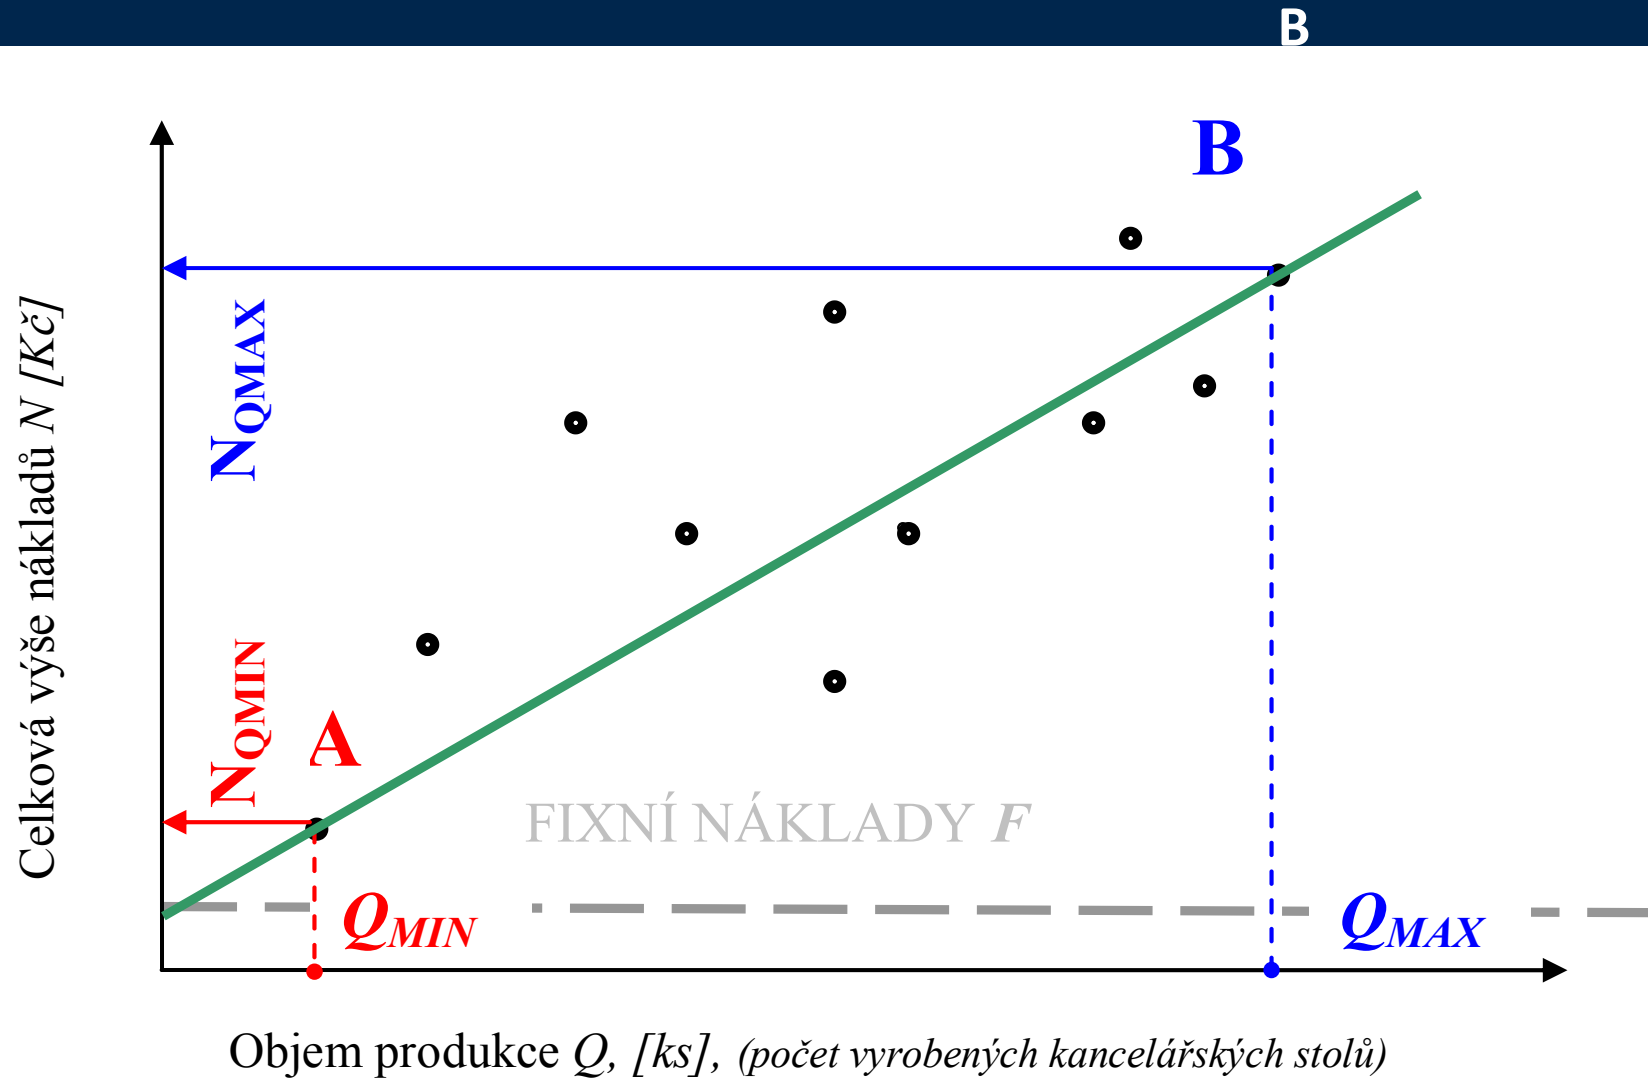 B
B
Celková výše nákladů N [Kč]
NQMAX
NQMIN
A
FIXNÍ NÁKLADY F
QMIN
QMAX
Objem produkce Q, [ks], (počet vyrobených kancelářských stolů)